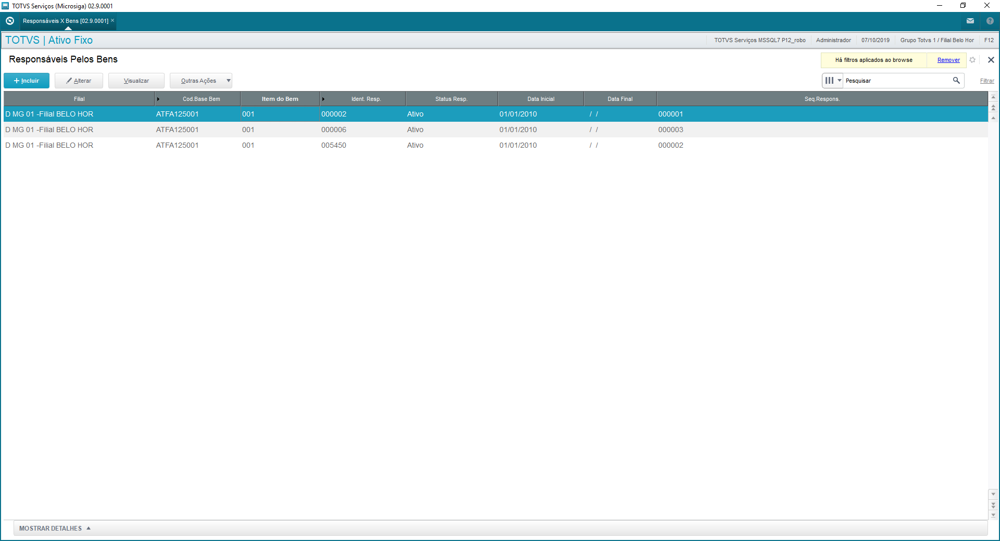 TOTVS Serviços (Microsiga) 02.9.0001
Responsáveis X Bens [02.9.0001] ×
TOTVS | Ativo Fixo
TOTVS Serviços MSSQL7 P12_robo Administrador 07/10/2019 Grupo Totvs 1 / Filial Belo Hor F12
Responsáveis Pelos Bens
Há filtros aplicados ao browse Remover
+ Incluir Alterar Visualizar Outras Ações Pesquisar Filtrar
Filial Cod.Base Bem Item do Bem Ident. Resp. Status Resp. Data Inicial Data Final Seq.Respons.
D MG 01 -Filial BELO HOR ATFA125001 001 000002 Ativo 01/01/2010 / / 000001
D MG 01 -Filial BELO HOR ATFA125001 001 000006 Ativo 01/01/2010 / / 000003
D MG 01 -Filial BELO HOR ATFA125001 001 005450 Ativo 01/01/2010 / / 000002
MOSTRAR DETALHES